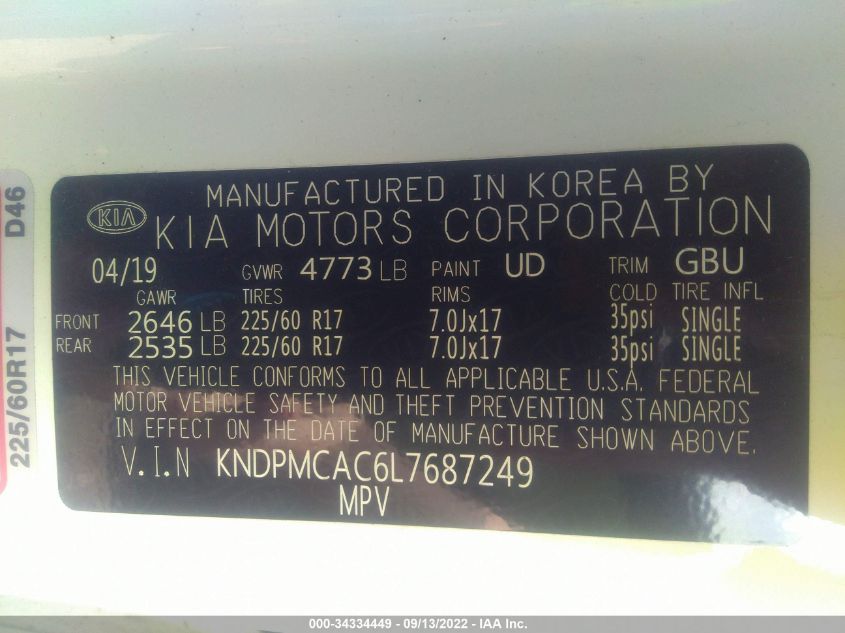 MANUFACTURED IN KOREA BY
KIA KIA MOTORS CORPORATION
04/19 GVWR 4773 LB PAINT UD TRIM GBU
GAWR TIRES RIMS COLD TIRE INFL
FRONT 2646 LB 225/60 R17 7.0Jx17 35psi SINGLE
REAR 2535 LB 225/60 R17 7.0Jx17 35psi SINGLE
THIS VEHICLE CONFORMS TO ALL APPLICABLE U.S.A. FEDERAL
MOTOR VEHICLE SAFETY AND THEFT PREVENTION STANDARDS
IN EFFECT ON THE DATE OF MANUFACTURE SHOWN ABOVE.
V.I.N KNDPMCAC6L7687249
MPV
225/60R17 D46
000-34334449 - 09/13/2022 - IAA Inc.